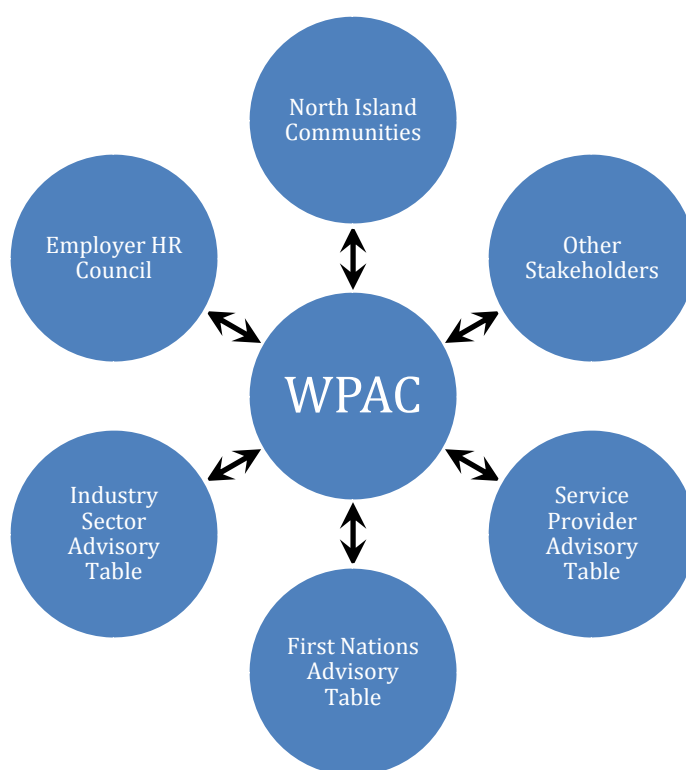 North Island
Communities
Employer HR
Council
Other
Stakeholders
WPAC
Industry
Sector
Advisory
Table
Service
Provider
Advisory
Table
First Nations
Advisory
Table